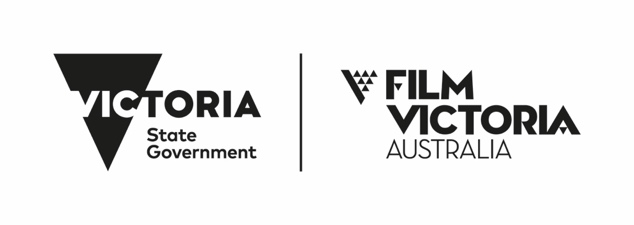 VICTORIA
State
Government
FILM
VICTORIA
AUSTRALIA